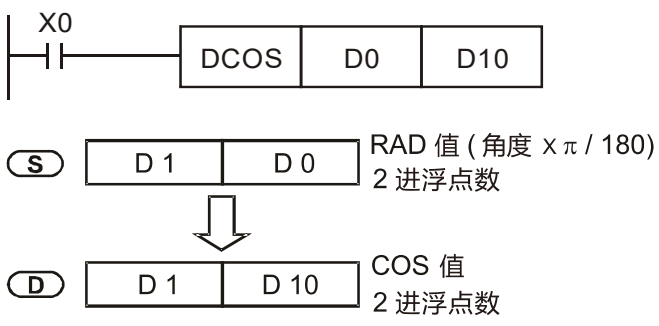 X0
DCOS D0 D10
S D 1 D 0 RAD 值 ( 角度 x π / 180)
2 进浮点数
D D 1 D 10 COS 值
2 进浮点数